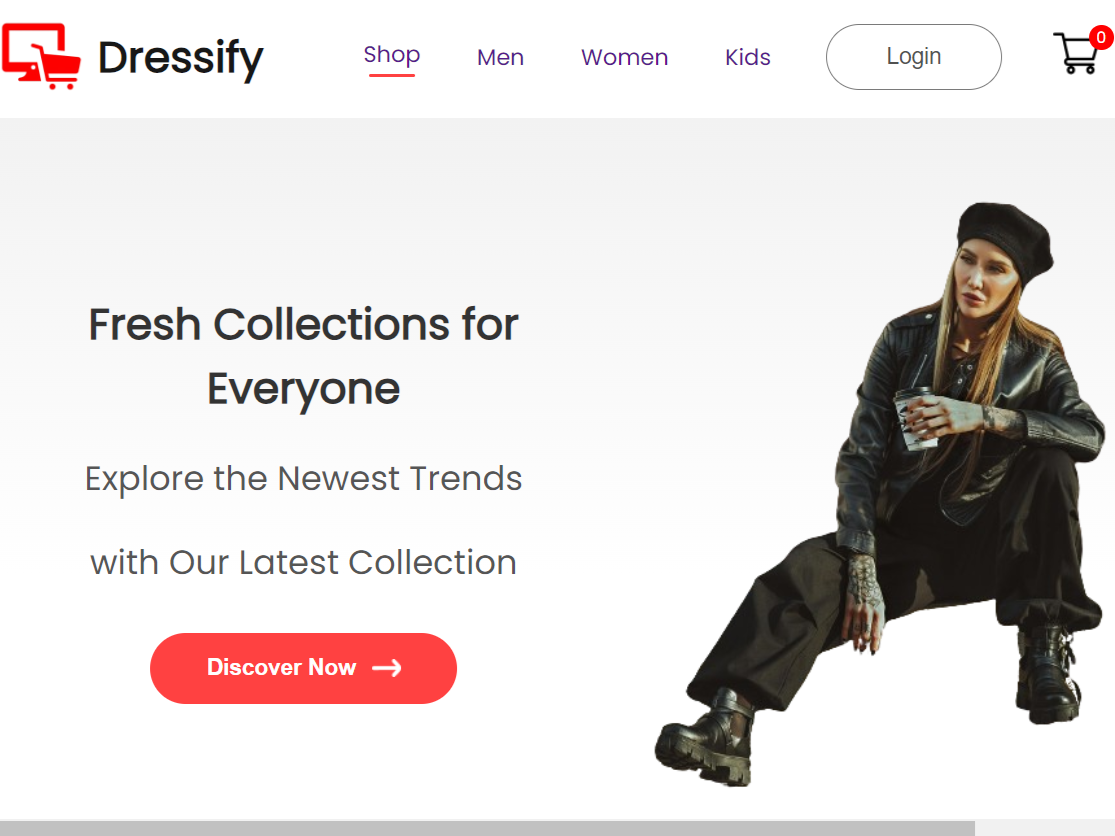 Dressify
Shop
Men
Women
Kids
Login
0
Fresh Collections for
Everyone
Explore the Newest Trends
with Our Latest Collection
Discover Now